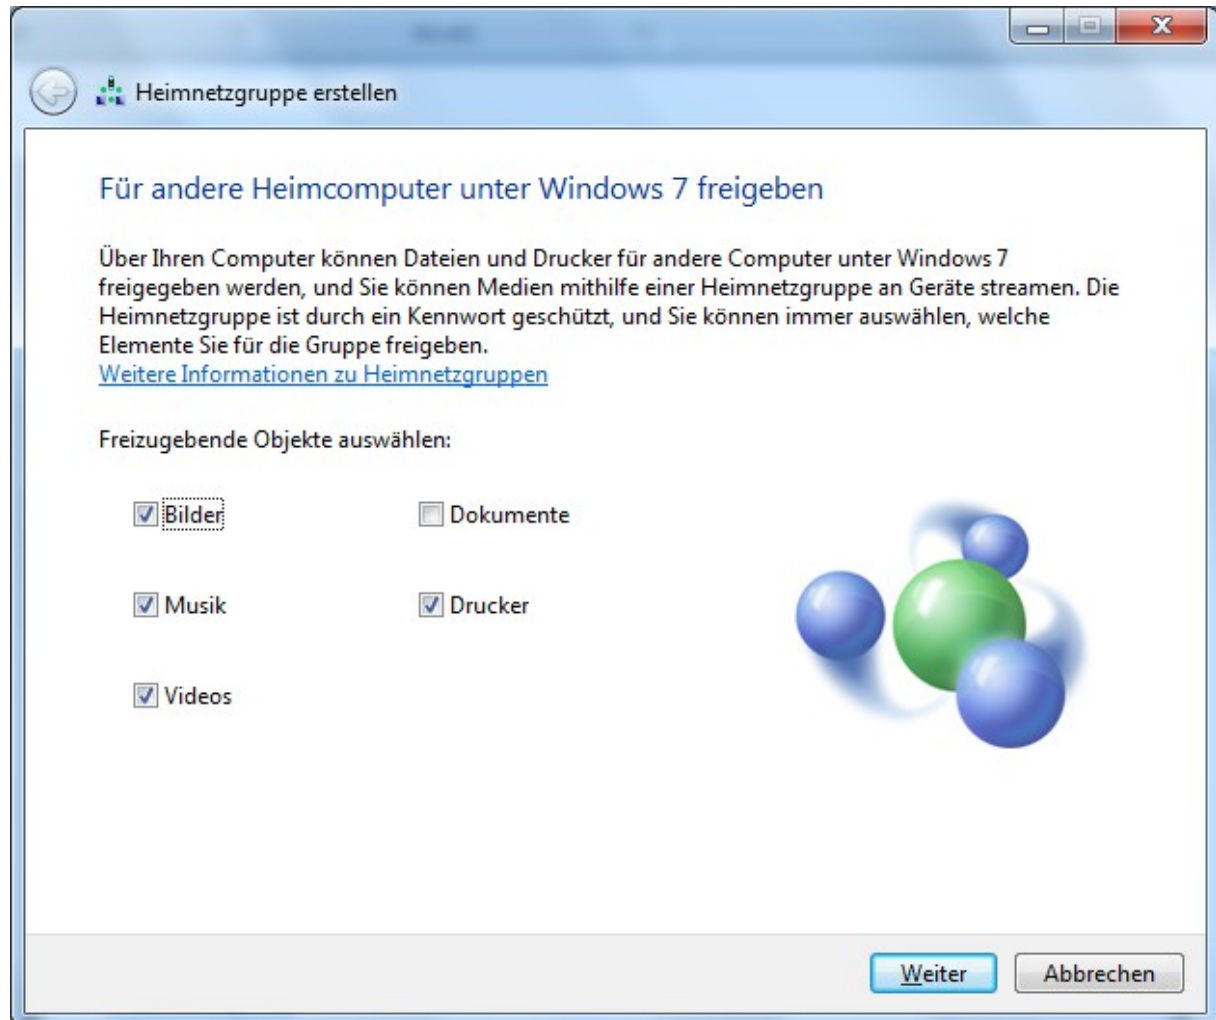 Heimnetzgruppe erstellen
Für andere Heimcomputer unter Windows 7 freigeben
Über Ihren Computer können Dateien und Drucker für andere Computer unter Windows 7
freigegeben werden, und Sie können Medien mithilfe einer Heimnetzgruppe an Geräte streamen. Die
Heimnetzgruppe ist durch ein Kennwort geschützt, und Sie können immer auswählen, welche
Elemente Sie für die Gruppe freigeben.
Weitere Informationen zu Heimnetzgruppen
Freizugebende Objekte auswählen:
Bilder Dokumente
Musik Drucker
Videos
Weiter Abbrechen